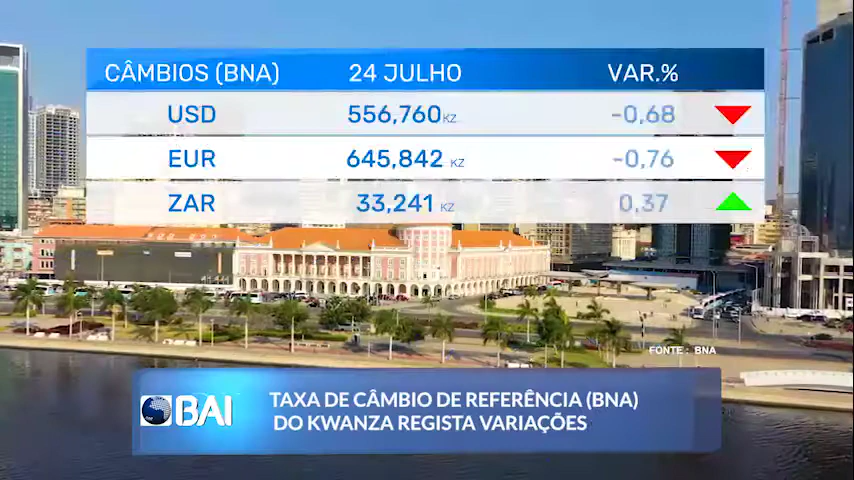 CÂMBIOS (BNA) 24 JULHO VAR.%
USD 556,760 KZ -0,68
EUR 645,842 KZ -0,76
ZAR 33,241 KZ 0,37
FONTE : BNA
BAI
TAXA DE CÂMBIO DE REFERÊNCIA (BNA)
DO KWANZA REGISTA VARIAÇÕES